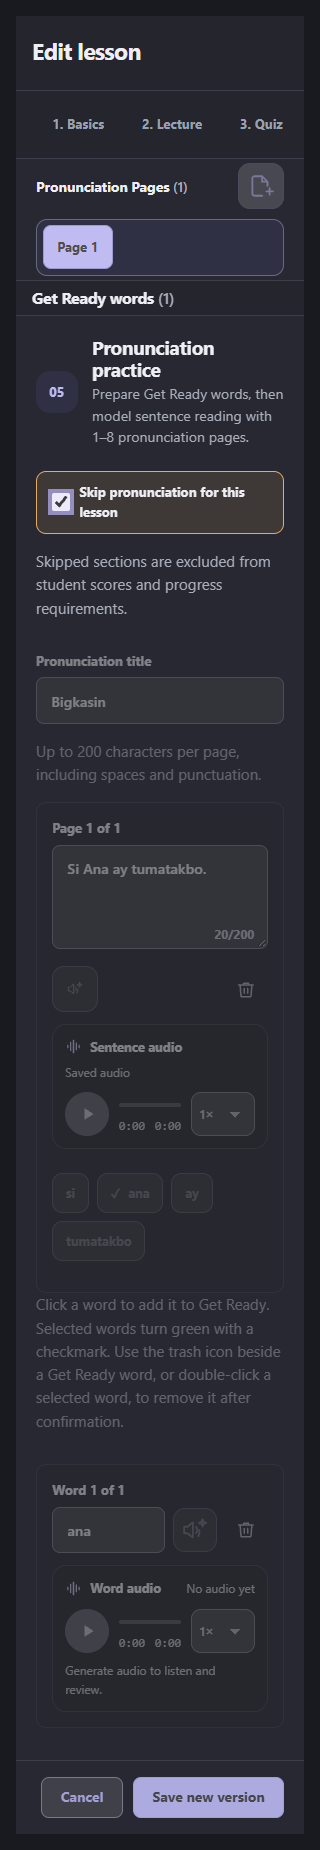 Edit lesson
1. Basics
2. Lecture
3. Quiz
Pronunciation Pages (1)
Page 1
Get Ready words (1)
05
Pronunciation
practice
Prepare Get Ready words, then
model sentence reading with
1–8 pronunciation pages.
Skip pronunciation for this
lesson
Skipped sections are excluded from
student scores and progress
requirements.
Pronunciation title
Bigkasin
Up to 200 characters per page,
including spaces and punctuation.
Page 1 of 1
Si Ana ay tumatakbo.
20/200
Sentence audio
Saved audio
0:00 0:00
1×
si ✓ ana ay
tumatakbo
Click a word to add it to Get Ready.
Selected words turn green with a
checkmark. Use the trash icon beside
a Get Ready word, or double-click a
selected word, to remove it after
confirmation.
Word 1 of 1
ana
Word audio No audio yet
0:00 0:00
1×
Generate audio to listen and
review.
Cancel
Save new version